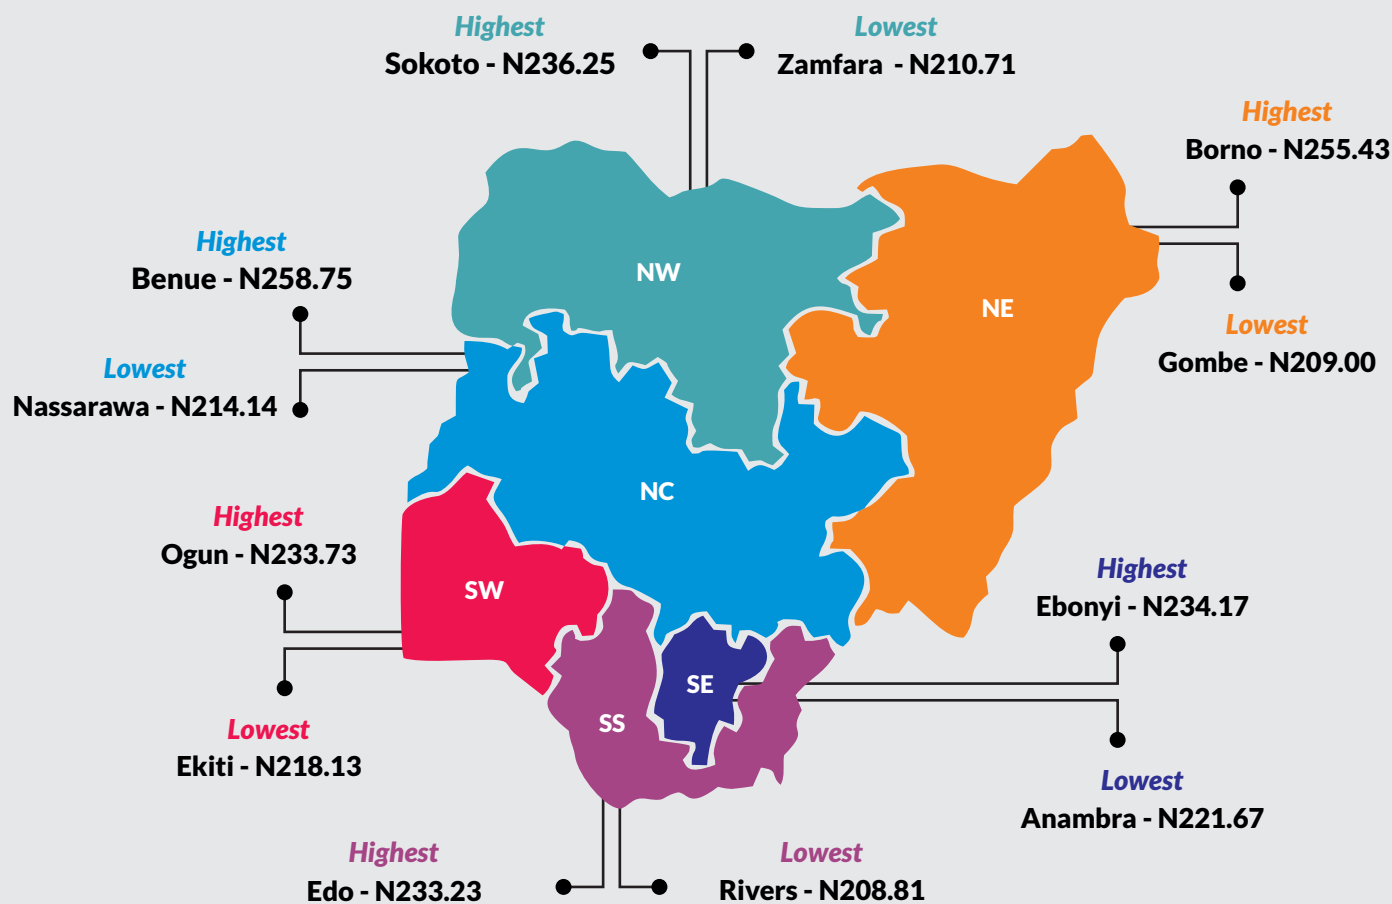 Highest
Sokoto - N236.25
Lowest
Zamfara - N210.71
Highest
Borno - N255.43
Lowest
Gombe - N209.00
Highest
Benue - N258.75
Lowest
Nassarawa - N214.14
NW
NE
NC
SW
SE
SS
Highest
Ogun - N233.73
Lowest
Ekiti - N218.13
Highest
Ebonyi - N234.17
Lowest
Anambra - N221.67
Highest
Edo - N233.23
Lowest
Rivers - N208.81